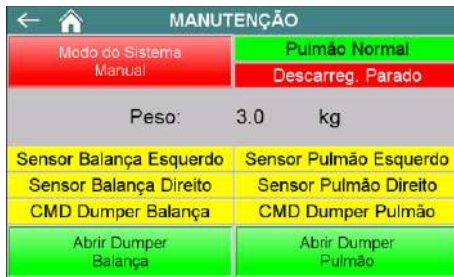 MANUTENÇÃO
Modo do Sistema
Manual
Pulmão Normal
Descarreg. Parado
Peso: 3.0 kg
Sensor Balança Esquerdo Sensor Pulmão Esquerdo
Sensor Balança Direito Sensor Pulmão Direito
CMD Dumper Balança CMD Dumper Pulmão
Abrir Dumper
Balança
Abrir Dumper
Pulmão